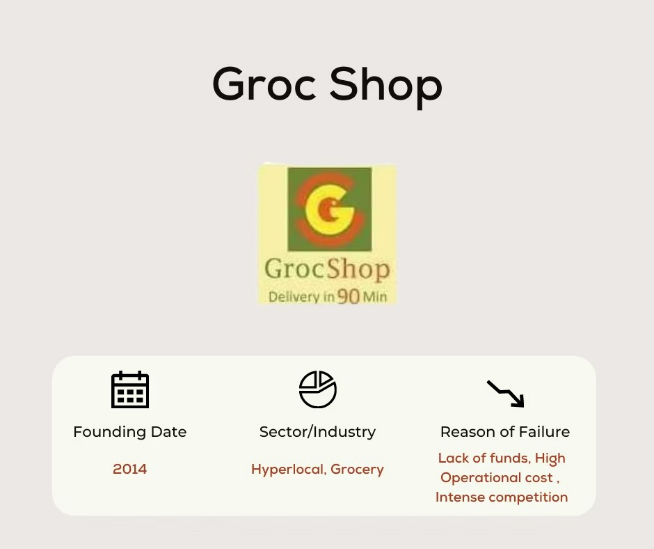 Groc Shop
G
GrocShop
Delivery in 90 Min
Founding Date
Sector/Industry
Reason of Failure
2014
Hyperlocal, Grocery
Lack of funds, High
Operational cost ,
Intense competition